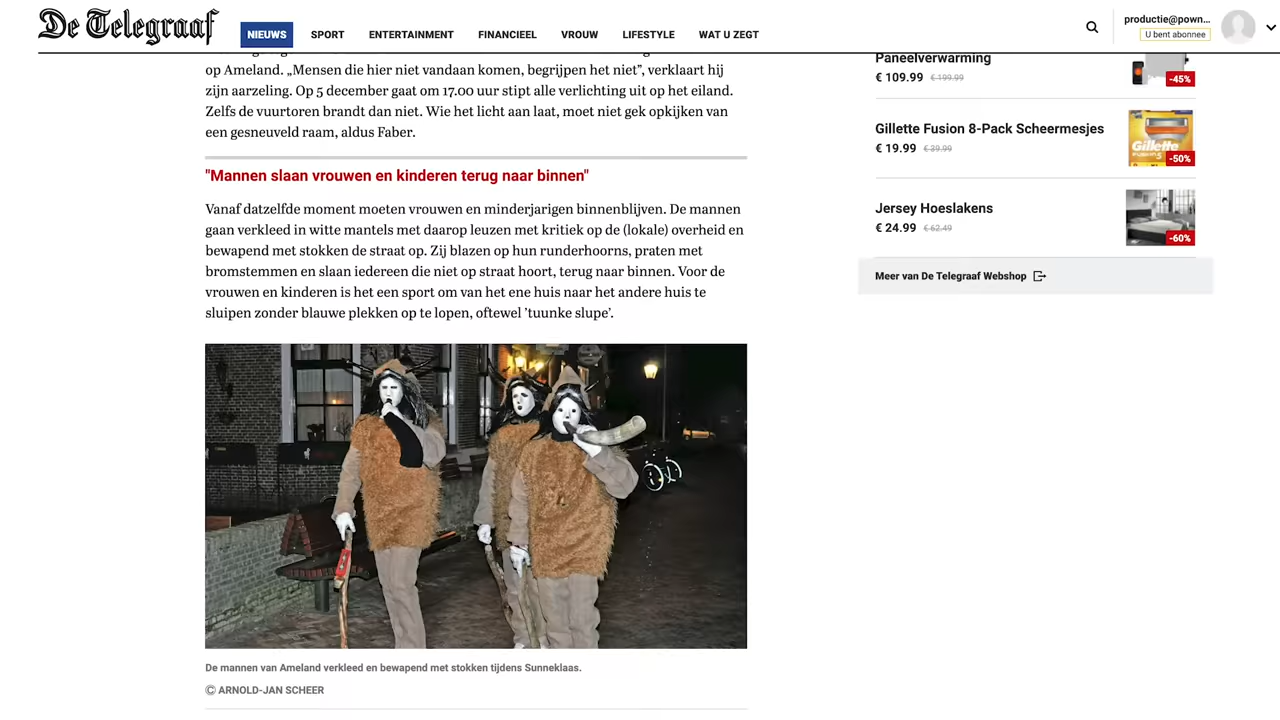 De Telegraaf
NIEUWS SPORT ENTERTAINMENT FINANCIEEL VROUW LIFESTYLE WAT U ZEGT
productie@pown...
U bent abonnee
op Ameland. „Mensen die hier niet vandaan komen, begrijpen het niet”, verklaart hij
zijn aarzeling. Op 5 december gaat om 17.00 uur stipt alle verlichting uit op het eiland.
Zelfs de vuurtoren brandt dan niet. Wie het licht aan laat, moet niet gek opkijken van
een gesneuveld raam, aldus Faber.
"Mannen slaan vrouwen en kinderen terug naar binnen"
Vanaf datzelfde moment moeten vrouwen en minderjarigen binnenblijven. De mannen
gaan verkleed in witte mantels met daarop leuzen met kritiek op de (lokale) overheid en
bewapend met stokken de straat op. Zij blazen op hun runderhoorns, praten met
bromstemmen en slaan iedereen die niet op straat hoort, terug naar binnen. Voor de
vrouwen en kinderen is het een sport om van het ene huis naar het andere huis te
sluipen zonder blauwe plekken op te lopen, oftewel ’tuunke slupe’.
De mannen van Ameland verkleed en bewapend met stokken tijdens Sunneklaas.
© ARNOLD-JAN SCHEER
Paneelverwarming
€ 109.99 € 199.99
-45%
Gillette Fusion 8-Pack Scheermesjes
€ 19.99 € 39.99
Gillette
-50%
Jersey Hoeslakens
€ 24.99 € 62.49
-60%
Meer van De Telegraaf Webshop